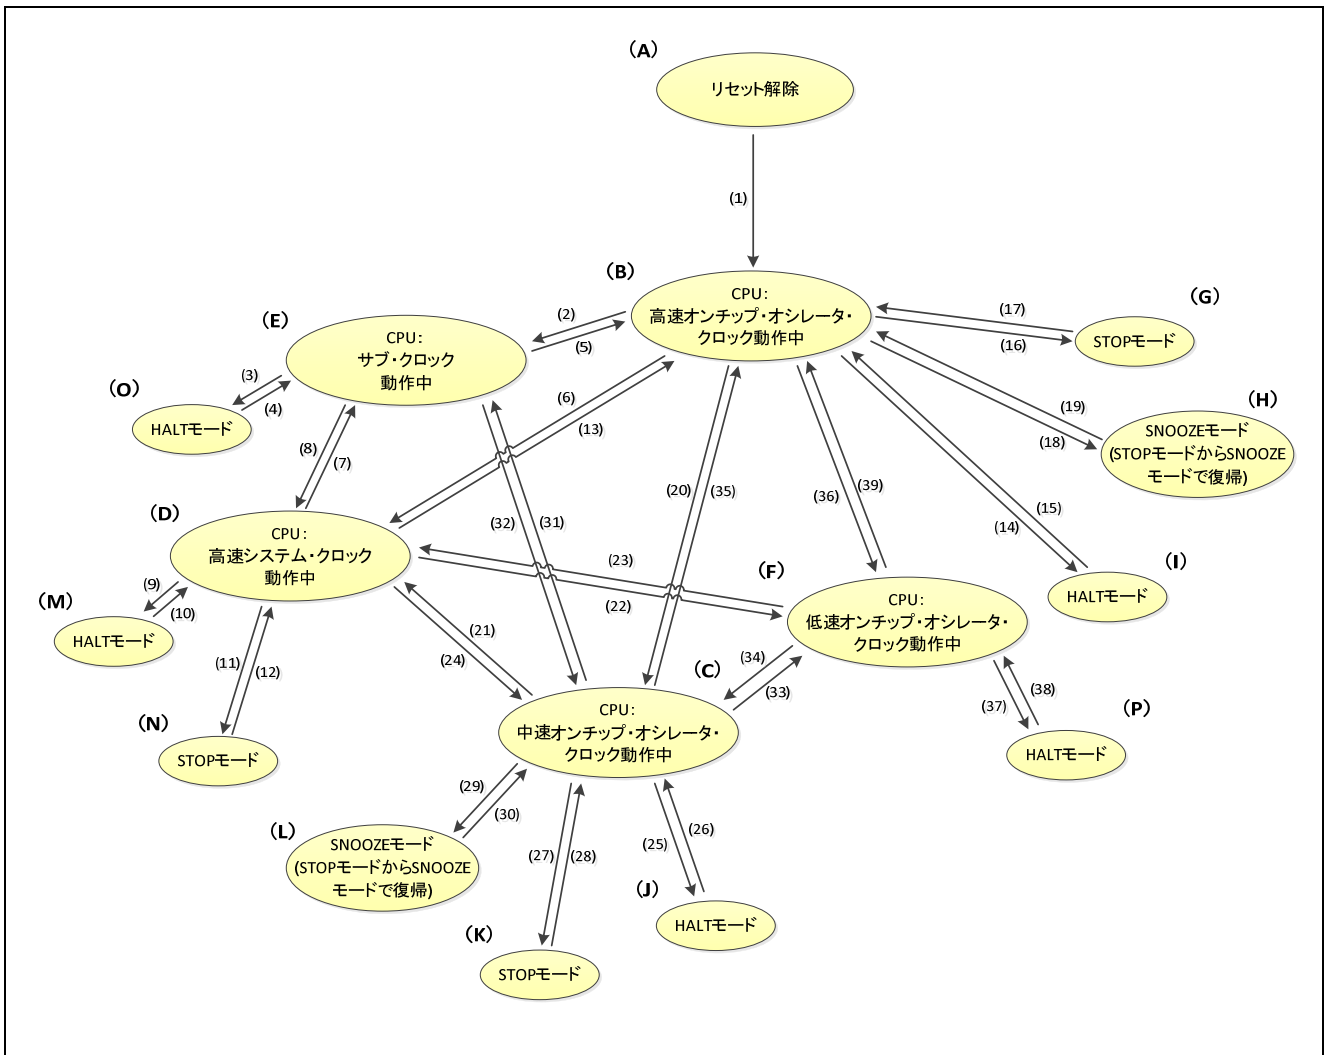 (A)
リセット解除
(1)
(B)
CPU:
高速オンチップ・オシレータ・
クロック動作中
(G)
(17)
(16)
STOPモード
(2)
(5)
(E)
CPU:
サブ・クロック
動作中
(3)
(4)
(O)
HALTモード
(6)
(13)
(19)
(18)
(H)
SNOOZEモード
(STOPモードからSNOOZE
モードで復帰)
(8)
(7)
(20)
(35)
(36)
(39)
(15)
(14)
(32)
(31)
(D)
CPU:
高速システム・クロック
動作中
(23)
(22)
(F)
CPU:
低速オンチップ・オシレータ・
クロック動作中
(I)
HALTモード
(9)
(10)
(M)
HALTモード
(21)
(24)
(11)
(12)
(34)
(33)
(C)
CPU:
中速オンチップ・オシレータ・
クロック動作中
(38)
(37)
(P)
HALTモード
(N)
STOPモード
(29)
(30)
(L)
SNOOZEモード
(STOPモードからSNOOZE
モードで復帰)
(27)
(28)
(26)
(25)
(J)
HALTモード
(K)
STOPモード